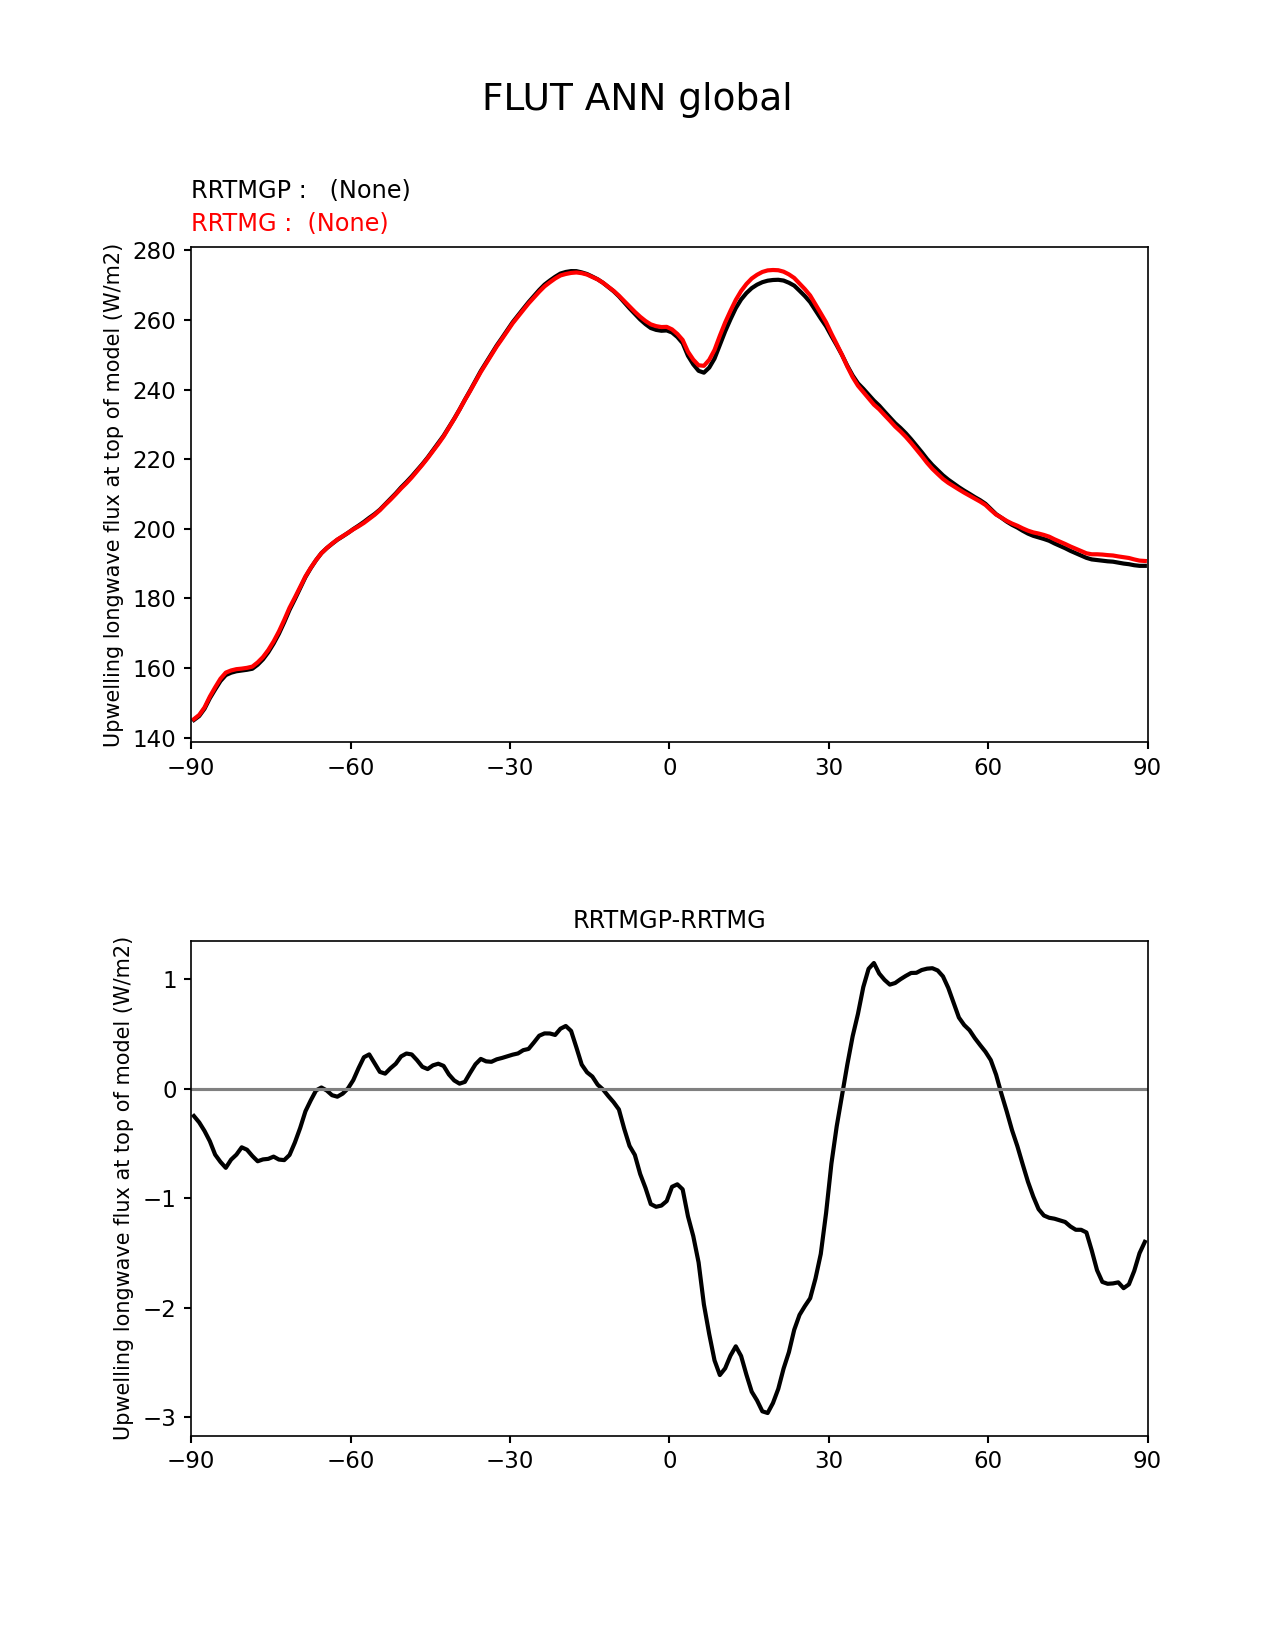 FLUT ANN global
RRTMGP :   (None)
RRTMG :  (None)
Upwelling longwave flux at top of model (W/m2)
280
260
240
220
200
180
160
140
−90 −60 −30 0 30 60 90
RRTMGP-RRTMG
Upwelling longwave flux at top of model (W/m2)
1
0
−1
−2
−3
−90 −60 −30 0 30 60 90